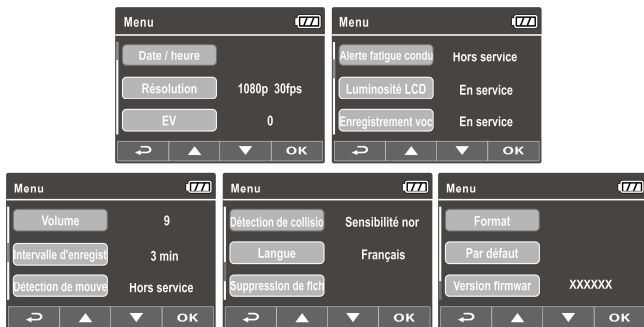 Menu
Date / heure
Résolution 1080p 30fps
EV 0
OK
Menu
Alerte fatigue condu Hors service
Luminosité LCD En service
Enregistrement voc En service
OK
Menu
Volume 9
Intervalle d'enregist 3 min
Détection de mouve Hors service
OK
Menu
Détection de collisio Sensibilité nor
Langue Français
Suppression de fich
OK
Menu
Format
Par défaut
Version firmwar XXXXXX
OK